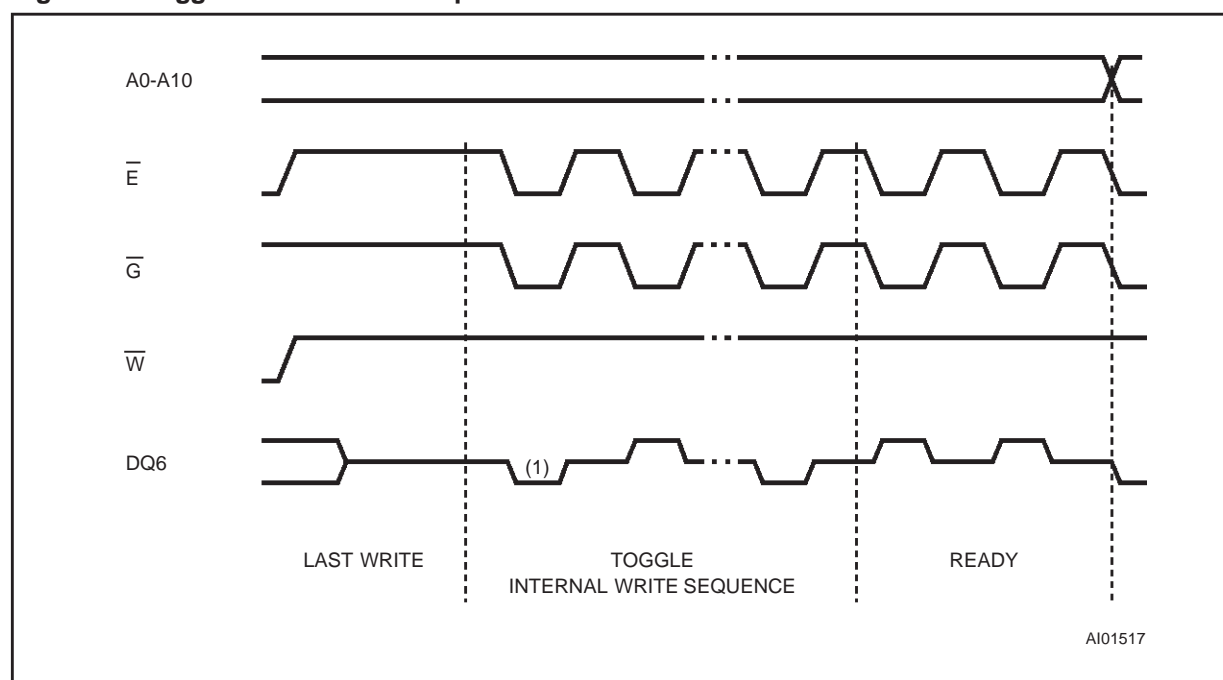 A0-A10
E
G
W
DQ6
(1)
LAST WRITE
TOGGLE
INTERNAL WRITE SEQUENCE
READY
AI01517